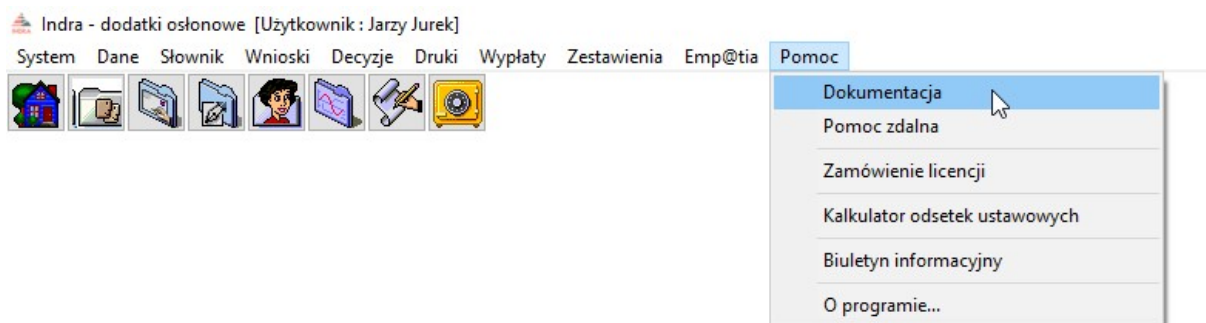 Indra - dodatki osłonowe [Użytkownik : Jarzy Jurek]
System Dane Słownik Wnioski Decyzje Druki Wypłaty Zestawienia Emp@tia Pomoc
Dokumentacja
Pomoc zdalna
Zamówienie licencji
Kalkulator odsetek ustawowych
Biuletyn informacyjny
O programie...